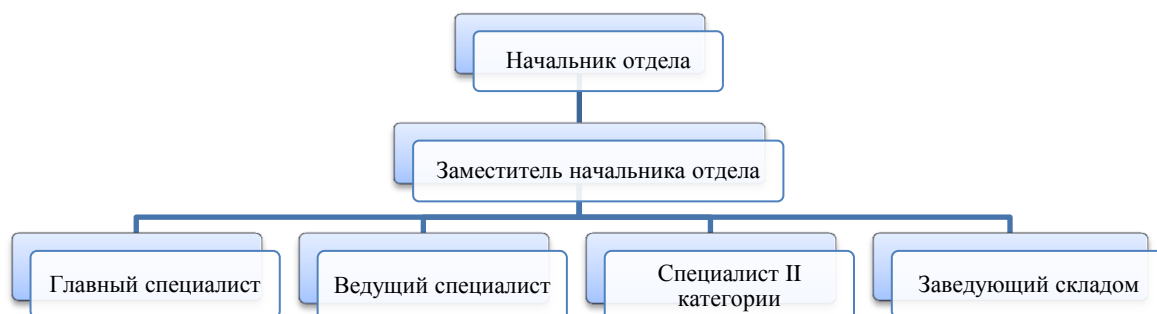 Начальник отдела
Заместитель начальника отдела
Главный специалист
Ведущий специалист
Специалист II
категории
Заведующий складом